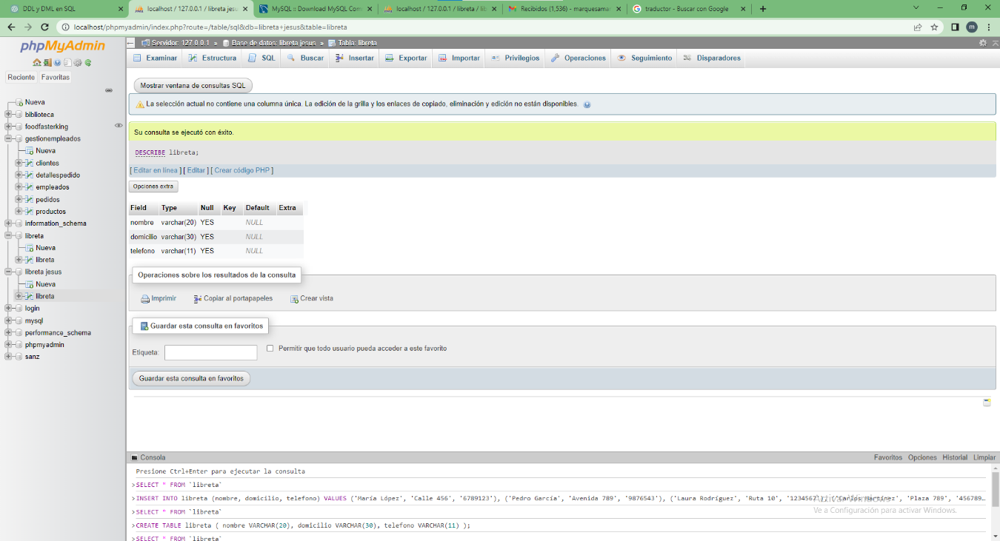 DDL y DML en SQL
localhost / 127.0.0.1 / libreta jesu
MySQL :: Download MySQL Com
localhost / 127.0.0.1 / libreta / lib
Recibidos (1,536) - marquesama
traductor - Buscar con Google
localhost/phpmyadmin/index.php?route=/table/sql&db=libreta+jesus&table=libreta
m
phpMyAdmin
Reciente Favoritas
Nueva
biblioteca
foodfasterking
gestionempleados
Nueva
clientes
detallespedido
empleados
pedidos
productos
information_schema
libreta
Nueva
libreta
libreta jesus
Nueva
libreta
login
mysql
performance_schema
phpmyadmin
sanz
Servidor: 127.0.0.1 » Base de datos: libreta jesus » Tabla: libreta
Examinar Estructura SQL Buscar Insertar Exportar Importar Privilegios Operaciones Seguimiento Disparadores
Mostrar ventana de consultas SQL
La selección actual no contiene una columna única. La edición de la grilla y los enlaces de copiado, eliminación y edición no están disponibles.
Su consulta se ejecutó con éxito.
DESCRIBE libreta;
[ Editar en línea ] [ Editar ] [ Crear código PHP ]
Opciones extra
Field Type Null Key Default Extra
nombre varchar(20) YES NULL
domicilio varchar(30) YES NULL
telefono varchar(11) YES NULL
Operaciones sobre los resultados de la consulta
Imprimir Copiar al portapapeles Crear vista
Guardar esta consulta en favoritos
Etiqueta: Permitir que todo usuario pueda acceder a este favorito
Guardar esta consulta en favoritos
Consola Favoritos Opciones Historial Limpiar
Presione Ctrl+Enter para ejecutar la consulta
>SELECT * FROM `libreta`
>INSERT INTO libreta (nombre, domicilio, telefono) VALUES ('María López', 'Calle 456', '6789123'), ('Pedro García', 'Avenida 789', '9876543'), ('Laura Rodríguez', 'Ruta 10', '1234567'), ('Carlos Martínez', 'Plaza 789', '456789…
Activar Windows
>SELECT * FROM `libreta`
Ve a Configuración para activar Windows.
>CREATE TABLE libreta ( nombre VARCHAR(20), domicilio VARCHAR(30), telefono VARCHAR(11) );
>SELECT * FROM `libreta`